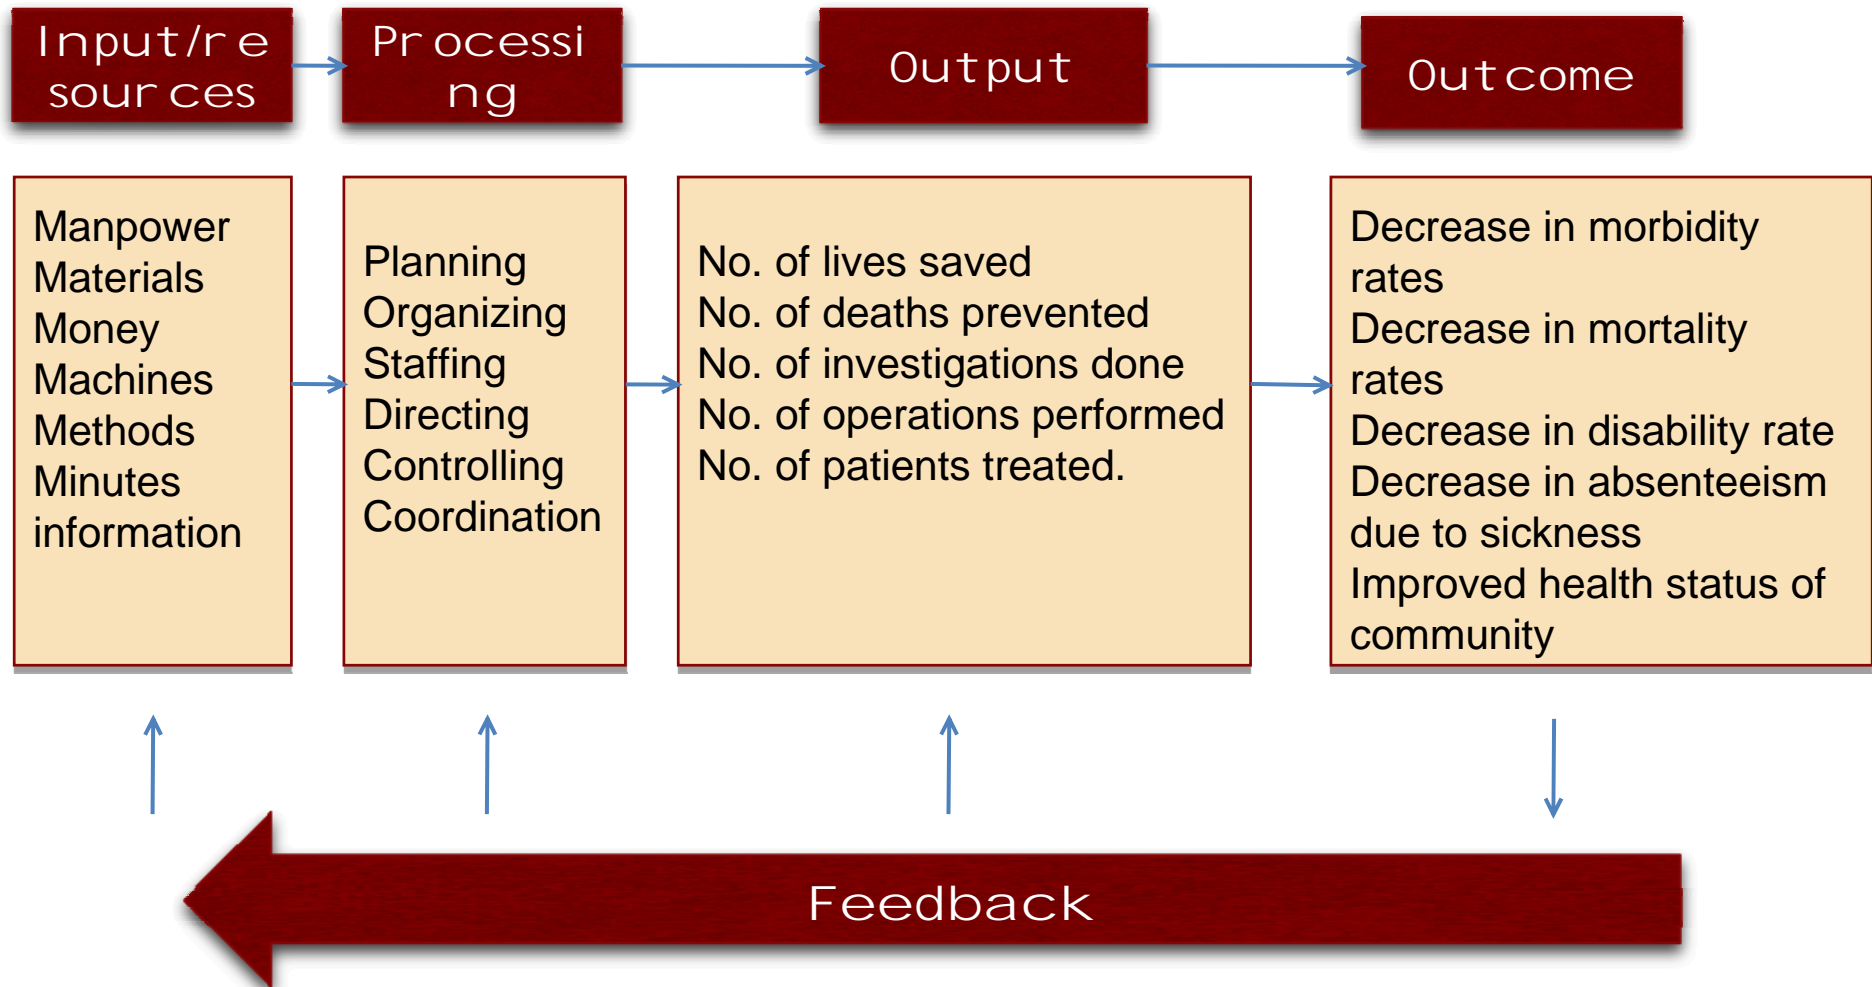 Input/re
sources
Processi
ng
Output
Outcome
Manpower
Materials
Money
Machines
Methods
Minutes
information
Planning
Organizing
Staffing
Directing
Controlling
Coordination
No. of lives saved
No. of deaths prevented
No. of investigations done
No. of operations performed
No. of patients treated.
Decrease in morbidity
rates
Decrease in mortality
rates
Decrease in disability rate
Decrease in absenteeism
due to sickness
Improved health status of
community
Feedback